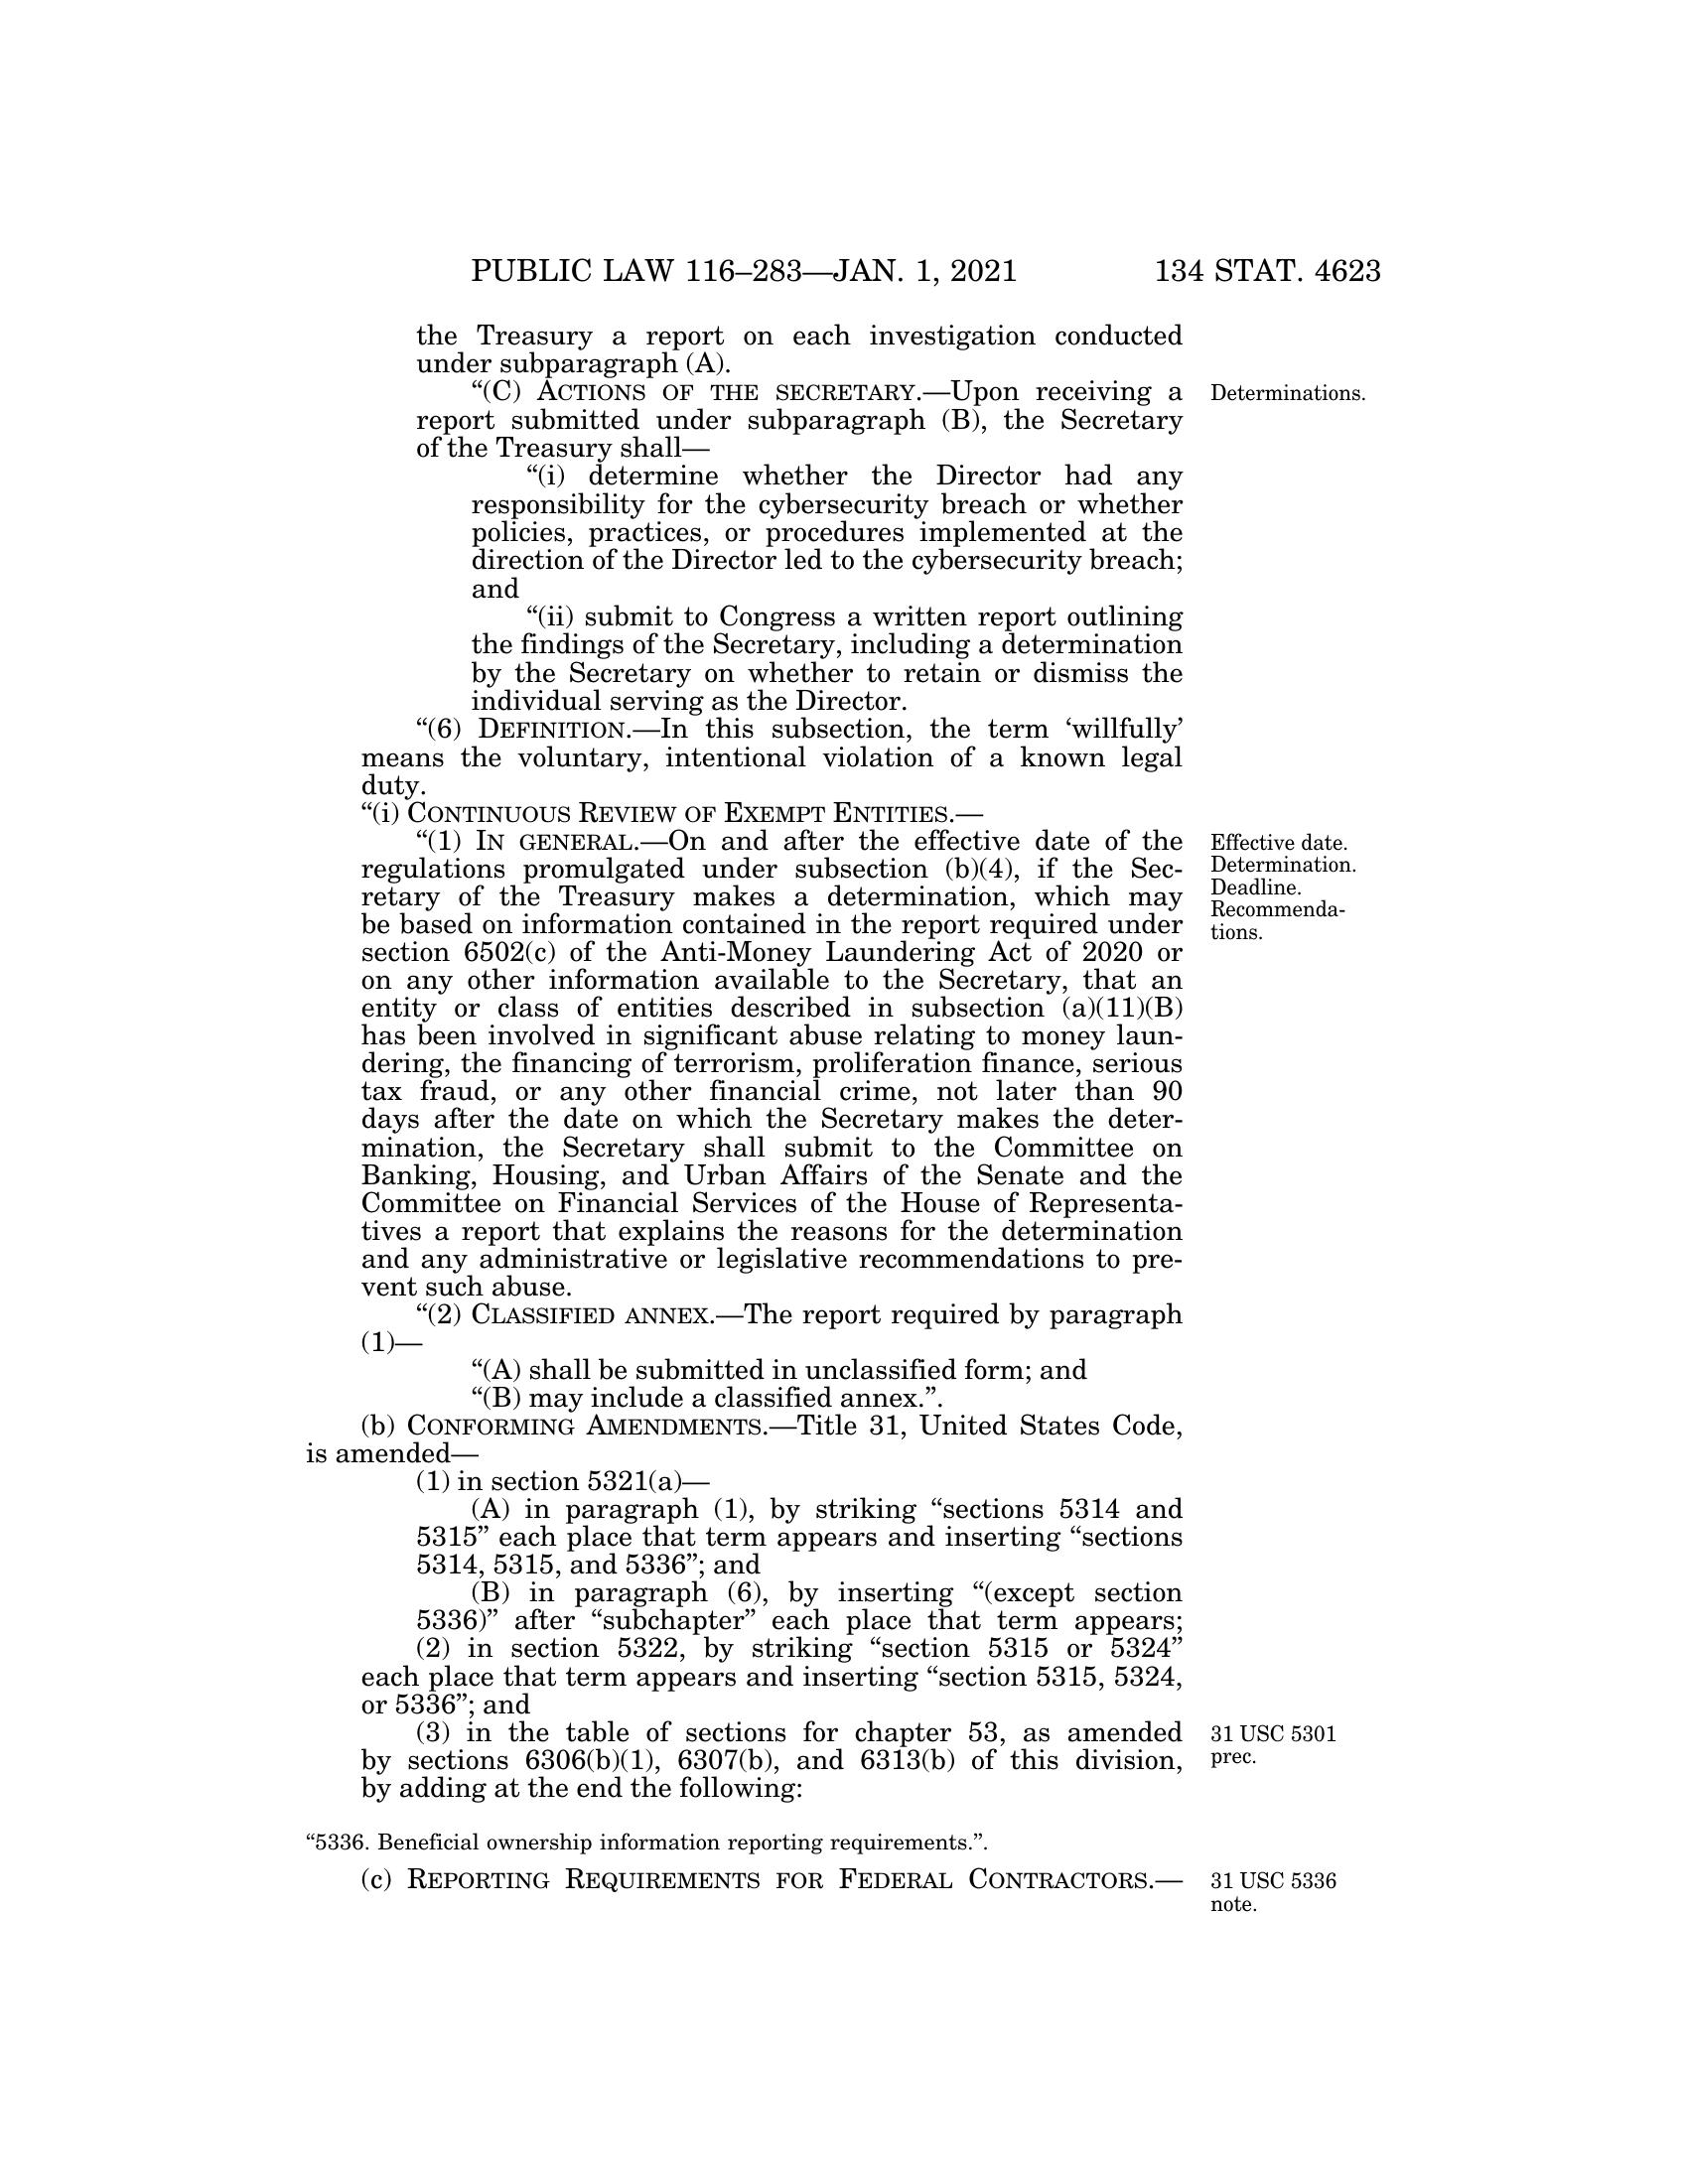 PUBLIC LAW 116–283—JAN. 1, 2021 134 STAT. 4623
the Treasury a report on each investigation conducted
under subparagraph (A).
“(C) ACTIONS OF THE SECRETARY.—Upon receiving a
report submitted under subparagraph (B), the Secretary
of the Treasury shall—
Determinations.
“(i) determine whether the Director had any
responsibility for the cybersecurity breach or whether
policies, practices, or procedures implemented at the
direction of the Director led to the cybersecurity breach;
and
“(ii) submit to Congress a written report outlining
the findings of the Secretary, including a determination
by the Secretary on whether to retain or dismiss the
individual serving as the Director.
“(6) DEFINITION.—In this subsection, the term ‘willfully’
means the voluntary, intentional violation of a known legal
duty.
“(i) CONTINUOUS REVIEW OF EXEMPT ENTITIES.—
“(1) IN GENERAL.—On and after the effective date of the
regulations promulgated under subsection (b)(4), if the Sec-
retary of the Treasury makes a determination, which may
be based on information contained in the report required under
section 6502(c) of the Anti-Money Laundering Act of 2020 or
on any other information available to the Secretary, that an
entity or class of entities described in subsection (a)(11)(B)
has been involved in significant abuse relating to money laun-
dering, the financing of terrorism, proliferation finance, serious
tax fraud, or any other financial crime, not later than 90
days after the date on which the Secretary makes the deter-
mination, the Secretary shall submit to the Committee on
Banking, Housing, and Urban Affairs of the Senate and the
Committee on Financial Services of the House of Representa-
tives a report that explains the reasons for the determination
and any administrative or legislative recommendations to pre-
vent such abuse.
Effective date.
Determination.
Deadline.
Recommenda-
tions.
“(2) CLASSIFIED ANNEX.—The report required by paragraph
(1)—
“(A) shall be submitted in unclassified form; and
“(B) may include a classified annex.”.
(b) CONFORMING AMENDMENTS.—Title 31, United States Code,
is amended—
(1) in section 5321(a)—
(A) in paragraph (1), by striking “sections 5314 and
5315” each place that term appears and inserting “sections
5314, 5315, and 5336”; and
(B) in paragraph (6), by inserting “(except section
5336)” after “subchapter” each place that term appears;
(2) in section 5322, by striking “section 5315 or 5324”
each place that term appears and inserting “section 5315, 5324,
or 5336”; and
(3) in the table of sections for chapter 53, as amended
by sections 6306(b)(1), 6307(b), and 6313(b) of this division,
by adding at the end the following:
31 USC 5301
prec.
“5336. Beneficial ownership information reporting requirements.”.
(c) REPORTING REQUIREMENTS FOR FEDERAL CONTRACTORS.—
31 USC 5336
note.